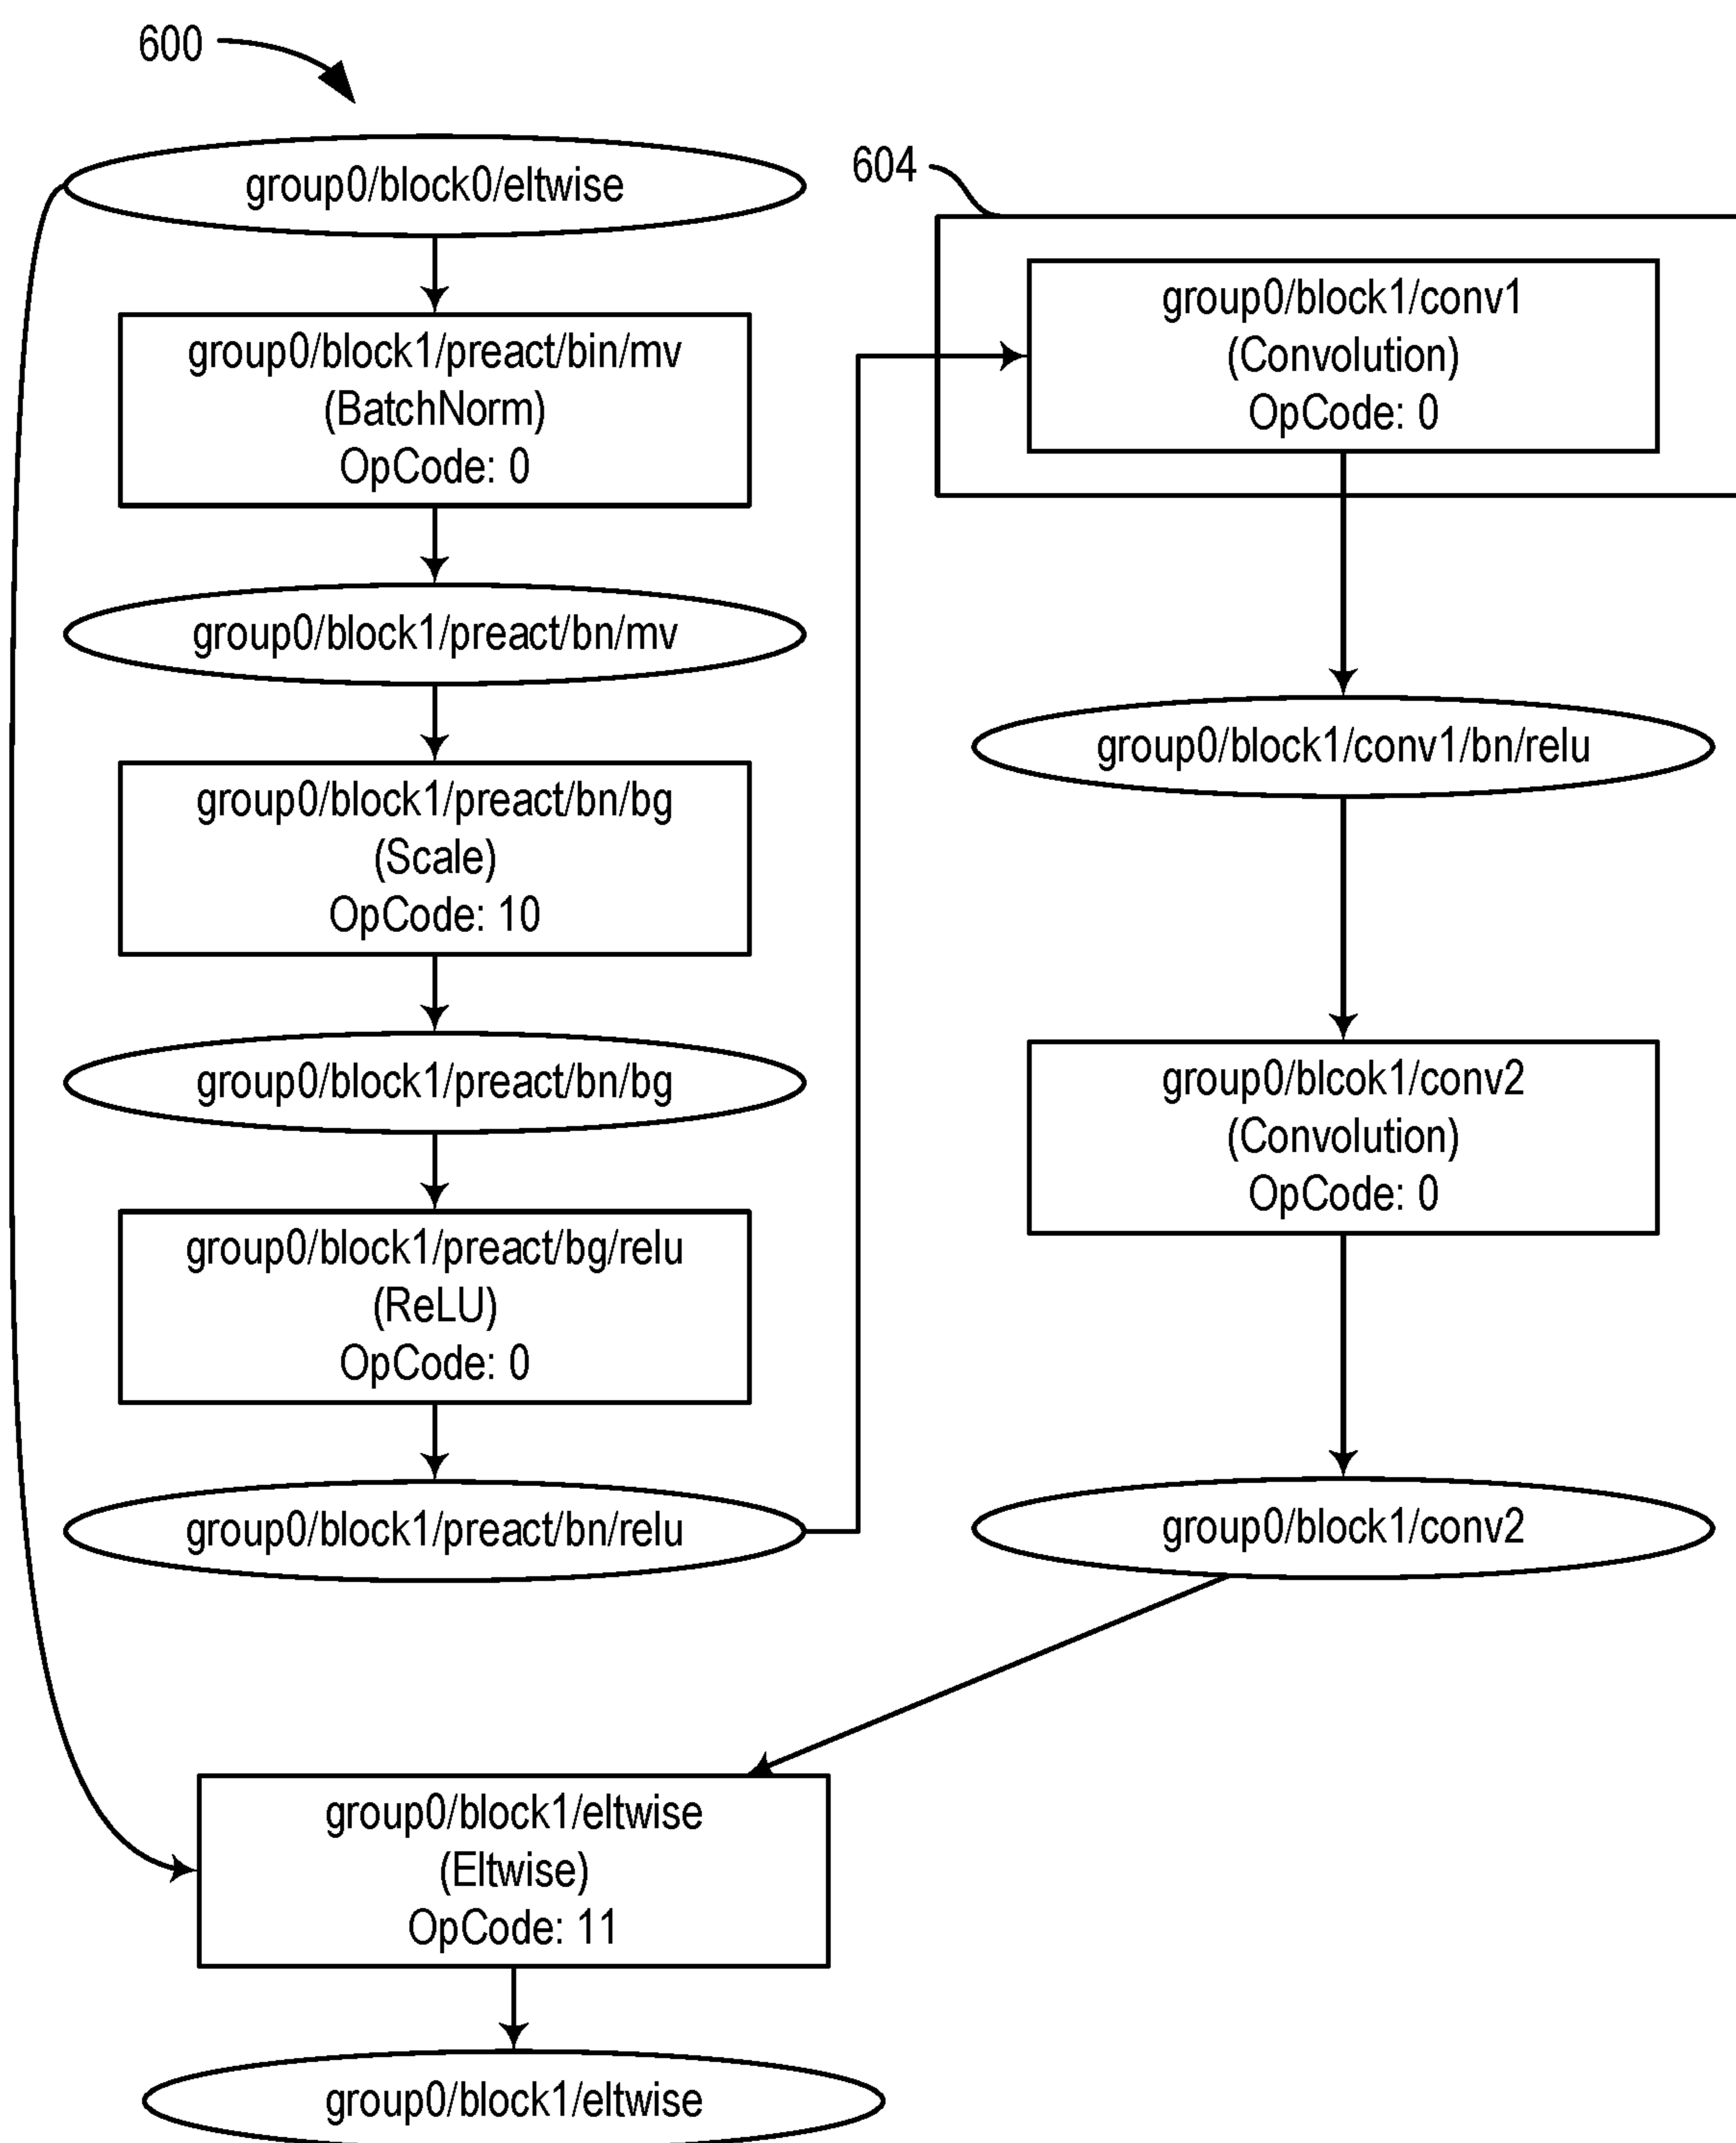 600
group0/block0/eltwise
group0/block1/preact/bin/mv
(BatchNorm)
OpCode: 0
group0/block1/preact/bn/mv
group0/block1/preact/bn/bg
(Scale)
OpCode: 10
group0/block1/preact/bn/bg
group0/block1/preact/bg/relu
(ReLU)
OpCode: 0
group0/block1/preact/bn/relu
604
group0/block1/conv1
(Convolution)
OpCode: 0
group0/block1/conv1/bn/relu
group0/blcok1/conv2
(Convolution)
OpCode: 0
group0/block1/conv2
group0/block1/eltwise
(Eltwise)
OpCode: 11
group0/block1/eltwise